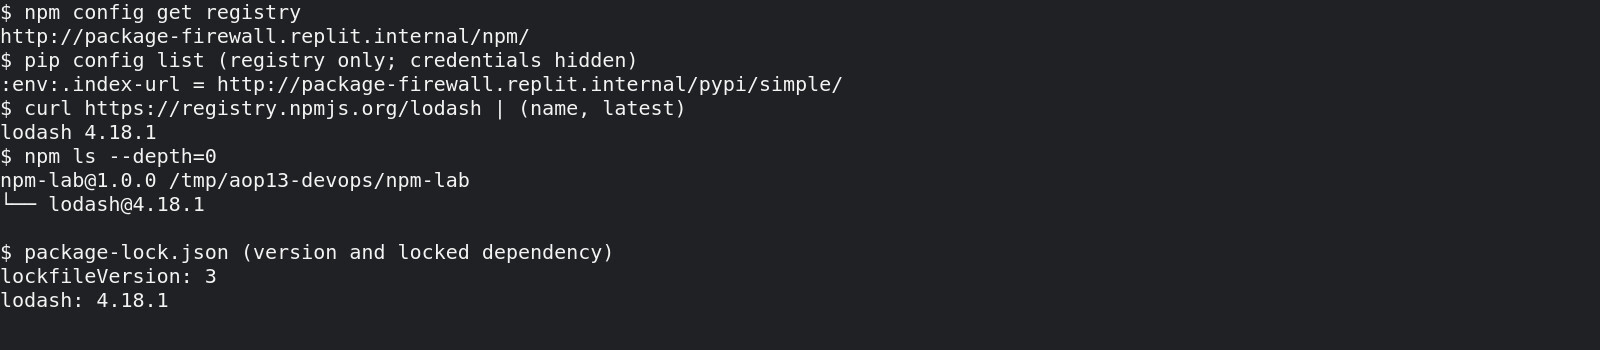 $ npm config get registry
http://package-firewall.replit.internal/npm/
$ pip config list (registry only; credentials hidden)
:env:.index-url = http://package-firewall.replit.internal/pypi/simple/
$ curl https://registry.npmjs.org/lodash | (name, latest)
lodash 4.18.1
$ npm ls --depth=0
npm-lab@1.0.0 /tmp/aop13-devops/npm-lab
└── lodash@4.18.1
$ package-lock.json (version and locked dependency)
lockfileVersion: 3
lodash: 4.18.1